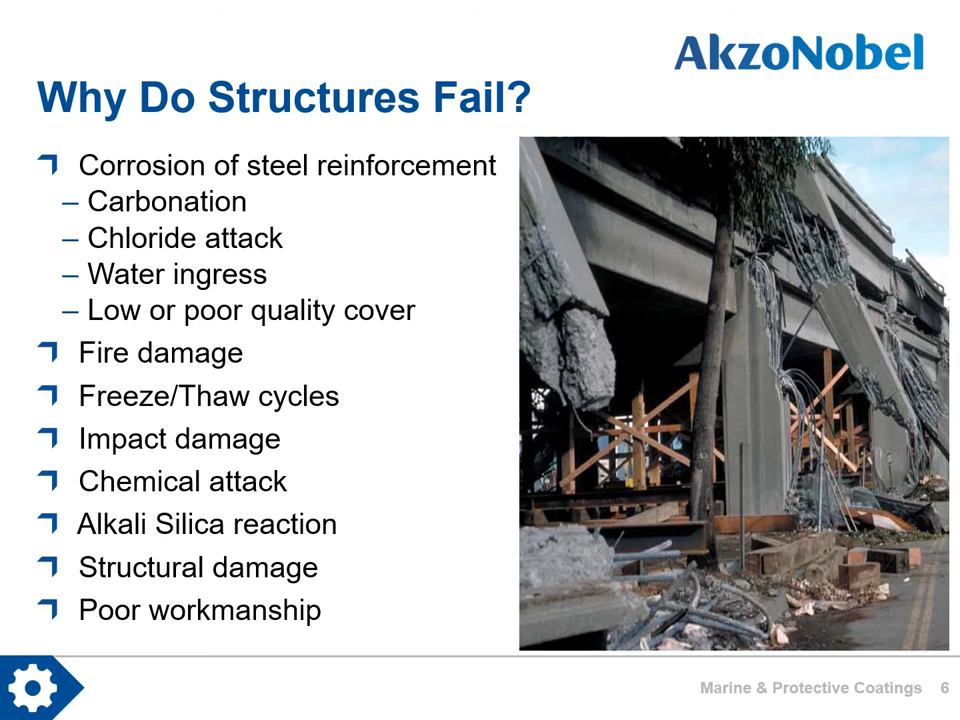 AkzoNobel
Why Do Structures Fail?
Corrosion of steel reinforcement
– Carbonation
– Chloride attack
– Water ingress
– Low or poor quality cover
Fire damage
Freeze/Thaw cycles
Impact damage
Chemical attack
Alkali Silica reaction
Structural damage
Poor workmanship
Marine & Protective Coatings 6